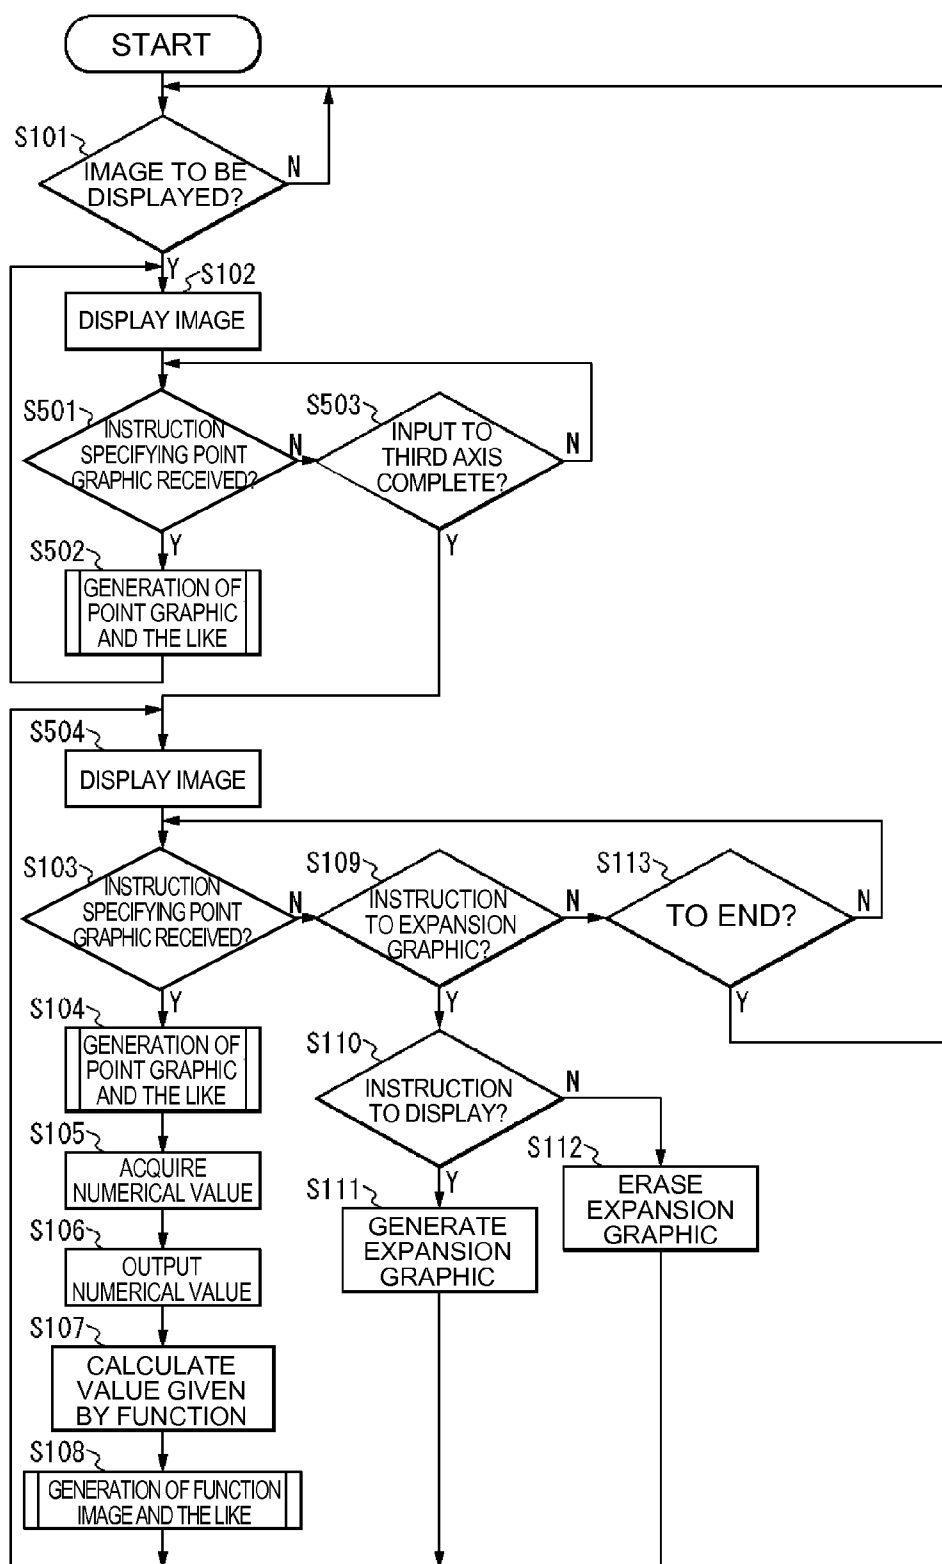 START
S101
IMAGE TO BE
DISPLAYED?
N
Y
S102
DISPLAY IMAGE
S501
INSTRUCTION
SPECIFYING POINT
GRAPHIC RECEIVED?
N
S503
INPUT TO
THIRD AXIS
COMPLETE?
N
Y
Y
S502
GENERATION OF
POINT GRAPHIC
AND THE LIKE
S504
DISPLAY IMAGE
S103
INSTRUCTION
SPECIFYING POINT
GRAPHIC RECEIVED?
N
S109
INSTRUCTION
TO EXPANSION
GRAPHIC?
N
S113
TO END?
N
Y
Y
Y
S104
GENERATION OF
POINT GRAPHIC
AND THE LIKE
S110
INSTRUCTION
TO DISPLAY?
N
Y
S105
ACQUIRE
NUMERICAL VALUE
S111
GENERATE
EXPANSION
GRAPHIC
S112
ERASE
EXPANSION
GRAPHIC
S106
OUTPUT
NUMERICAL VALUE
S107
CALCULATE
VALUE GIVEN
BY FUNCTION
S108
GENERATION OF FUNCTION
IMAGE AND THE LIKE